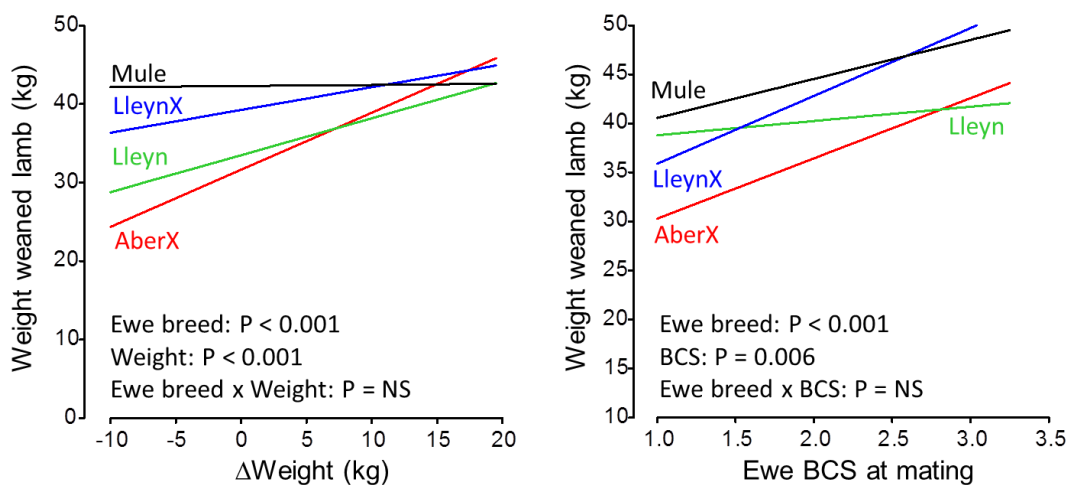 Weight weaned lamb (kg)
50
40
30
20
10
0
Mule
LleynX
Lleyn
AberX
Ewe breed: P < 0.001
Weight: P < 0.001
Ewe breed x Weight: P = NS
-10 -5 0 5 10 15 20
ΔWeight (kg)
Weight weaned lamb (kg)
50
45
40
35
30
25
20
15
10
Mule
Lleyn
LleynX
AberX
Ewe breed: P < 0.001
BCS: P = 0.006
Ewe breed x BCS: P = NS
1.0 1.5 2.0 2.5 3.0 3.5
Ewe BCS at mating